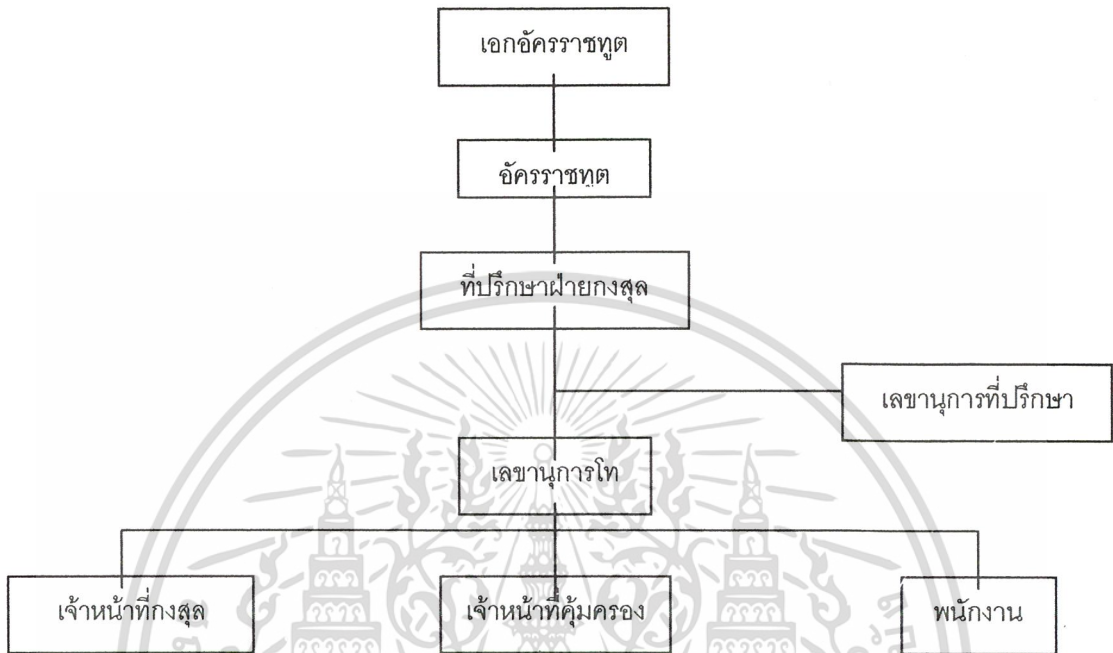 เอกอัครราชทูต
อัครราชทูต
ที่ปรึกษาฝ่ายกงสุล
เลขานุการที่ปรึกษา
เลขานุการโท
เจ้าหน้าที่กงสุล
เจ้าหน้าที่คุ้มครอง
พนักงาน